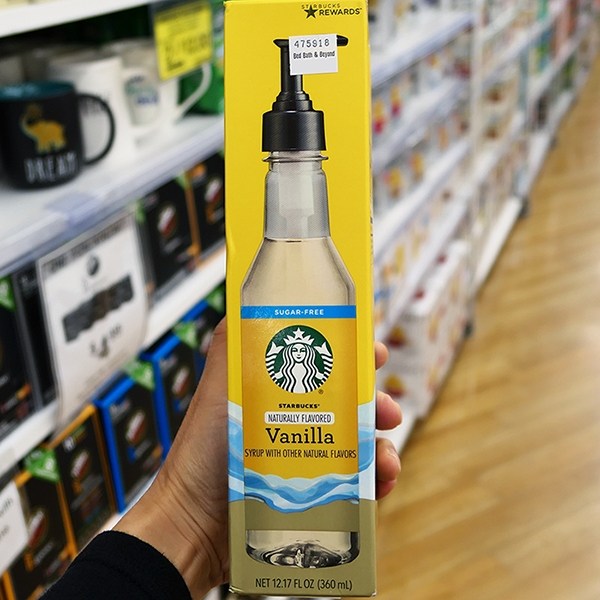 STARBUCKS
REWARDS
475918
Bed Bath & Beyond
SUGAR-FREE
STARBUCKS®
NATURALLY FLAVORED
Vanilla
SYRUP WITH OTHER NATURAL FLAVORS
NET 12.17 FL OZ (360 mL)
DREAM